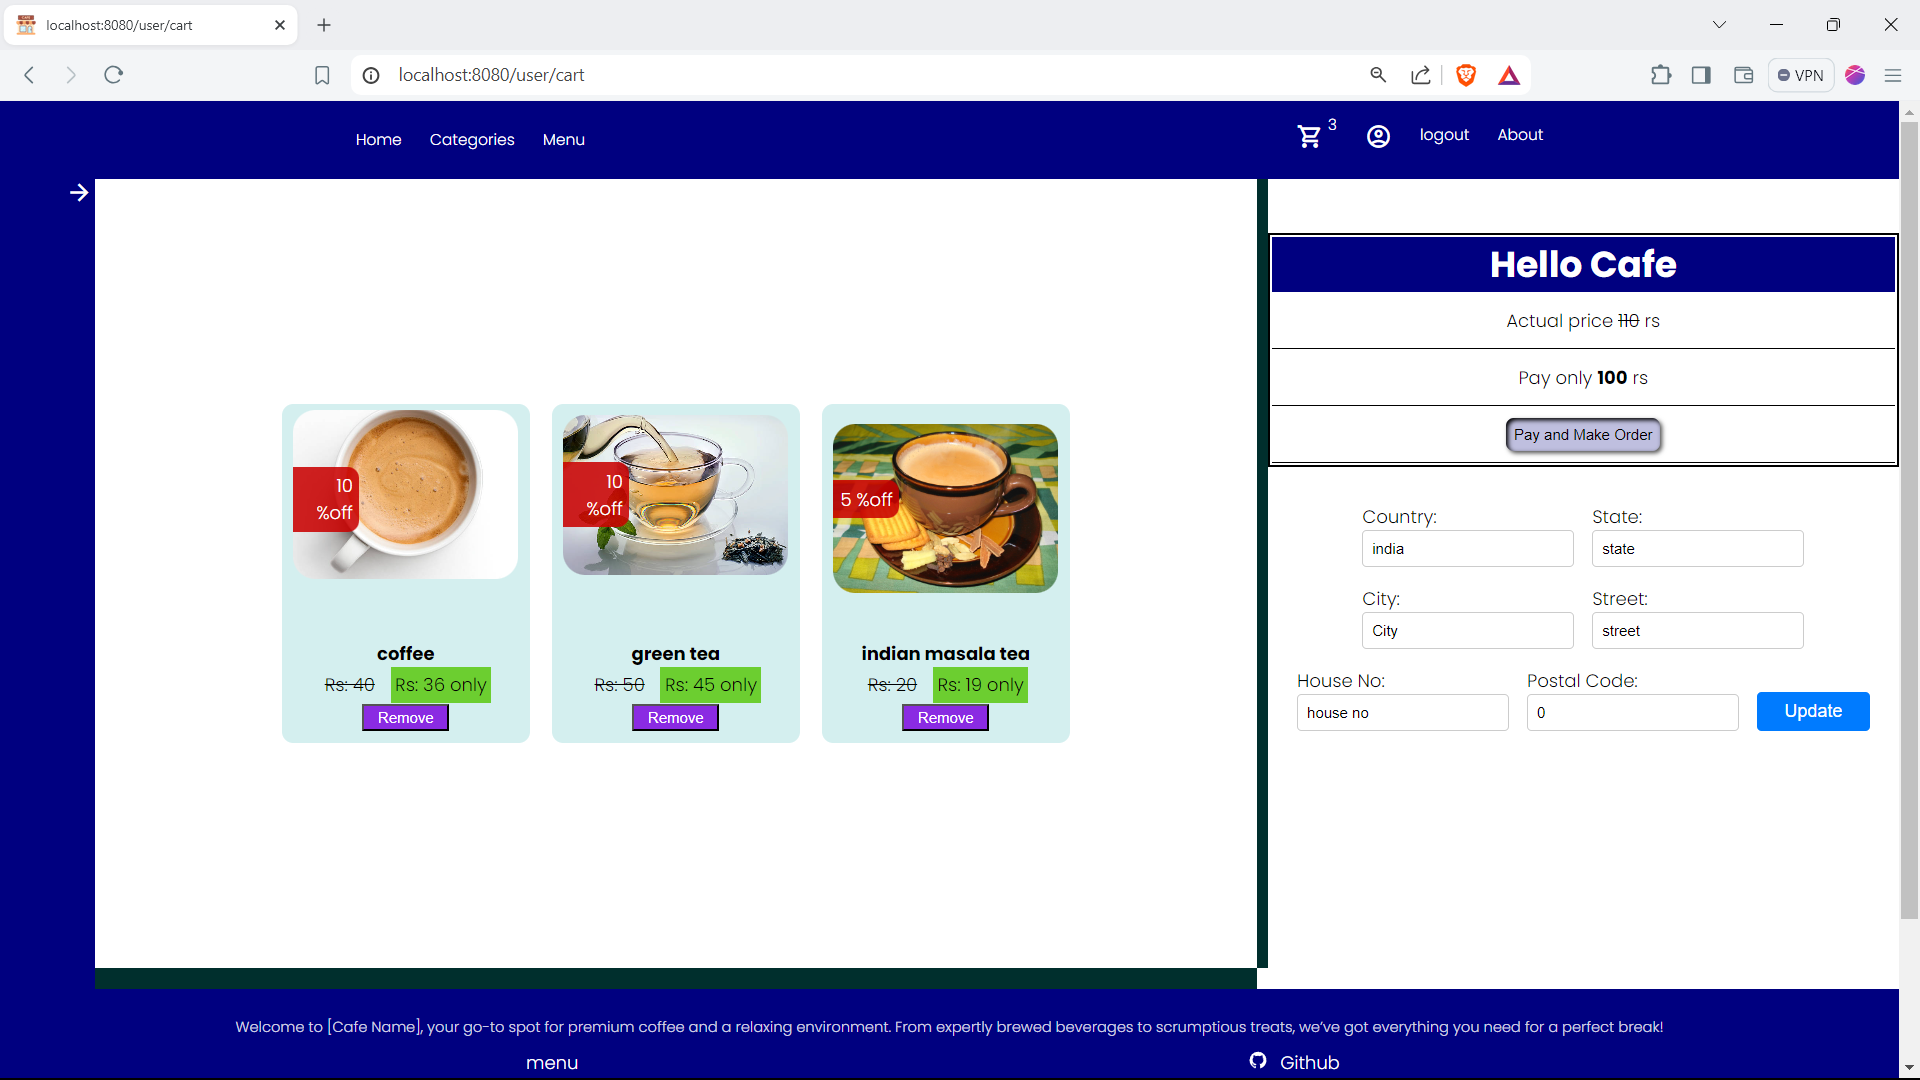 localhost:8080/user/cart
localhost:8080/user/cart
VPN
Home Categories Menu
3 logout About
Hello Cafe
Actual price 110 rs
Pay only 100 rs
Pay and Make Order
10
%off
coffee
Rs: 40 Rs: 36 only
Remove
10
%off
green tea
Rs: 50 Rs: 45 only
Remove
5 %off
indian masala tea
Rs: 20 Rs: 19 only
Remove
Country: State:
india state
City: Street:
City street
House No: Postal Code:
house no 0 Update
Welcome to [Cafe Name], your go-to spot for premium coffee and a relaxing environment. From expertly brewed beverages to scrumptious treats, we've got everything you need for a perfect break!
menu Github